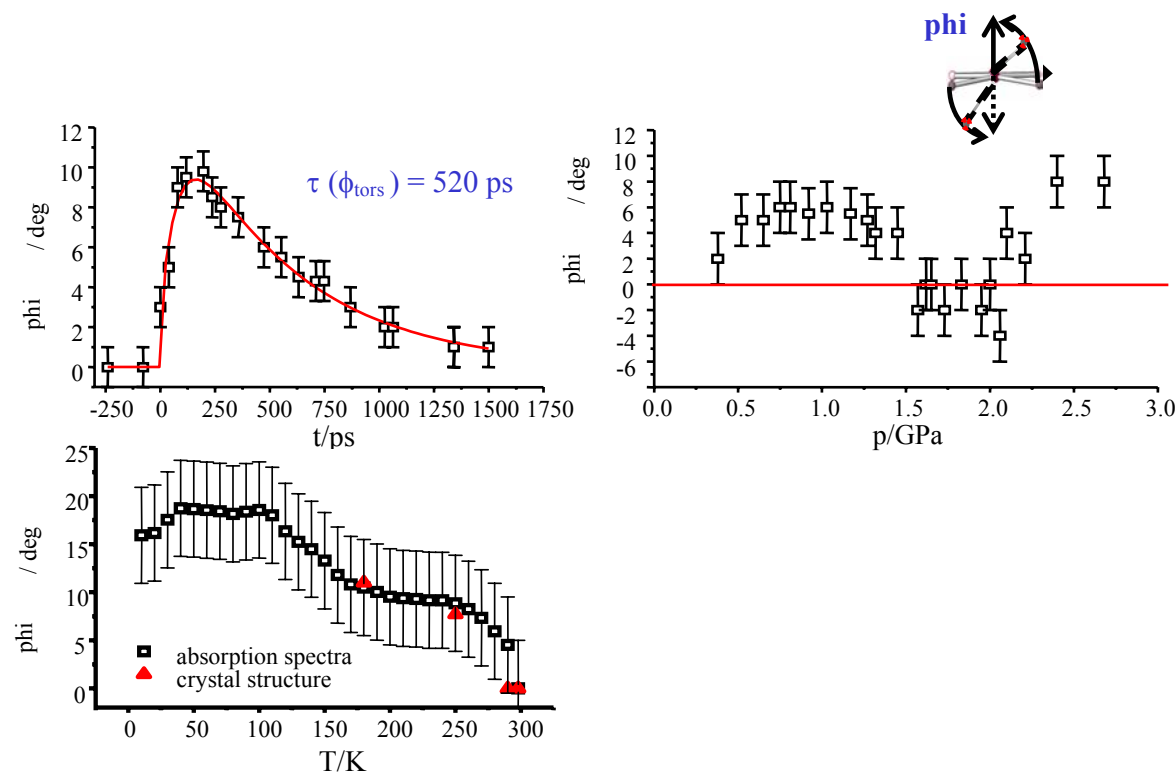 phi
12
10
8
6
4
2
0
phi / deg
τ (ϕtors ) = 520 ps
-250 0 250 500 750 1000 1250 1500 1750
t/ps
12
10
8
6
4
2
0
-2
-4
-6
phi / deg
0.0 0.5 1.0 1.5 2.0 2.5 3.0
p/GPa
25
20
15
10
5
0
phi / deg
absorption spectra
crystal structure
0 50 100 150 200 250 300
T/K